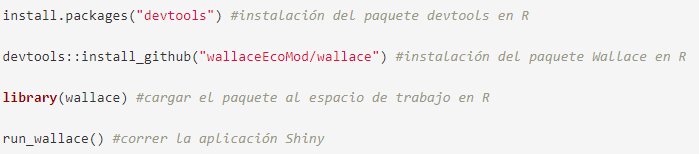 install.packages("devtools") #instalación del paquete devtools en R
devtools::install_github("wallaceEcoMod/wallace") #instalación del paquete Wallace en R
library(wallace) #cargar el paquete al espacio de trabajo en R
run_wallace() #correr la aplicación Shiny